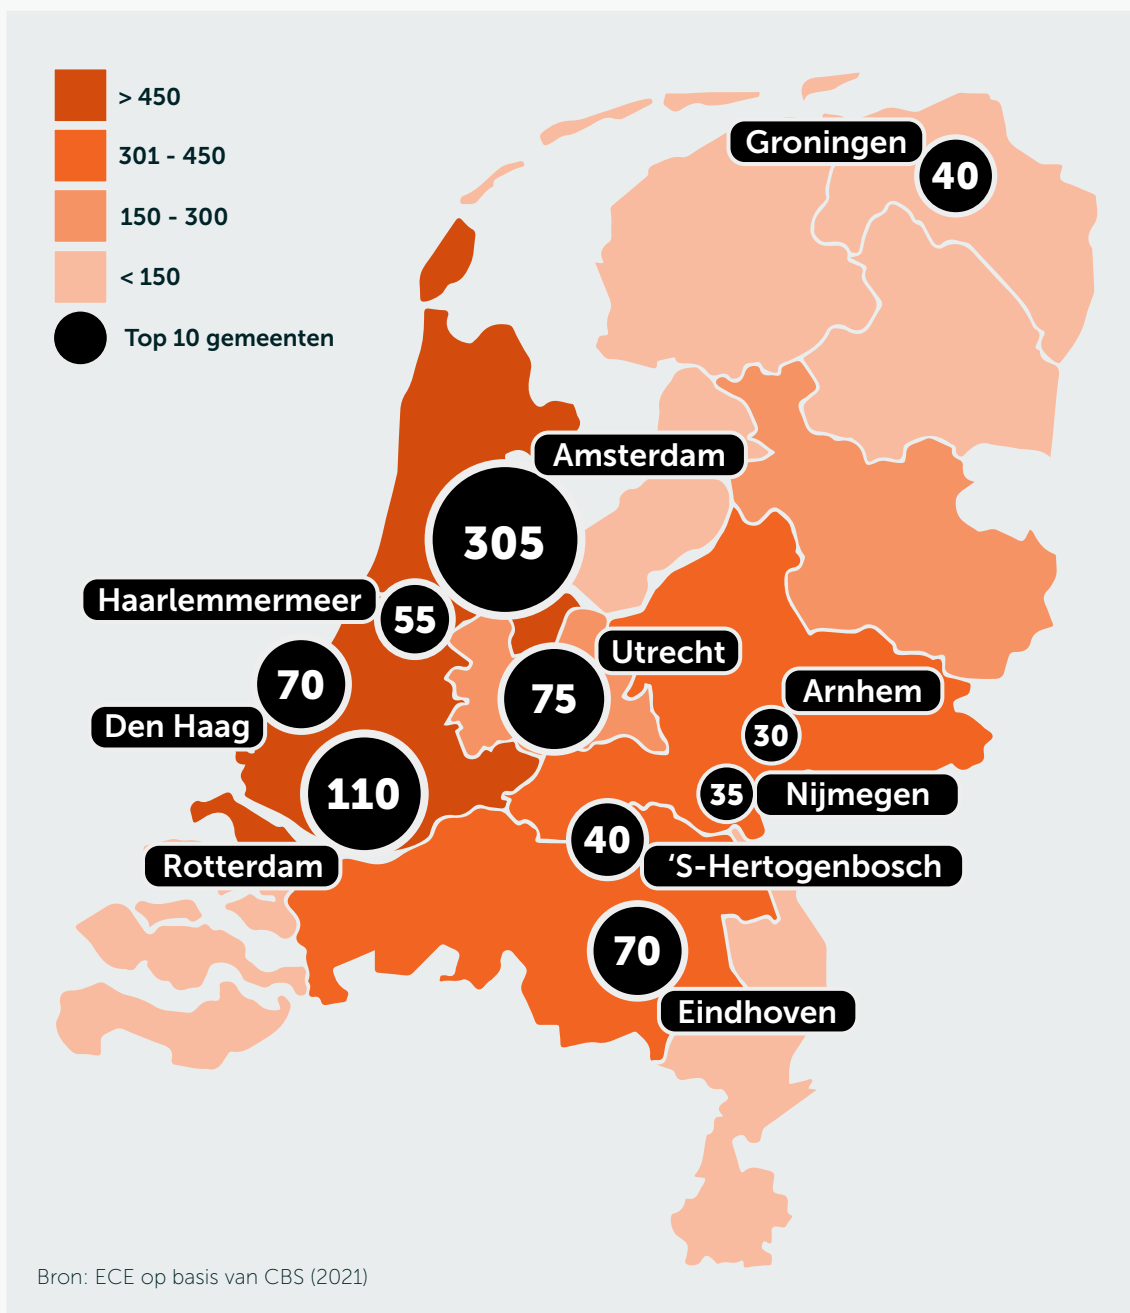 > 450
301 - 450
150 - 300
< 150
Top 10 gemeenten
Groningen
40
Amsterdam
305
Haarlemmermeer
55
Utrecht
75
70
Den Haag
Arnhem
30
110
Rotterdam
35
Nijmegen
40
‘S-Hertogenbosch
70
Eindhoven
Bron: ECE op basis van CBS (2021)